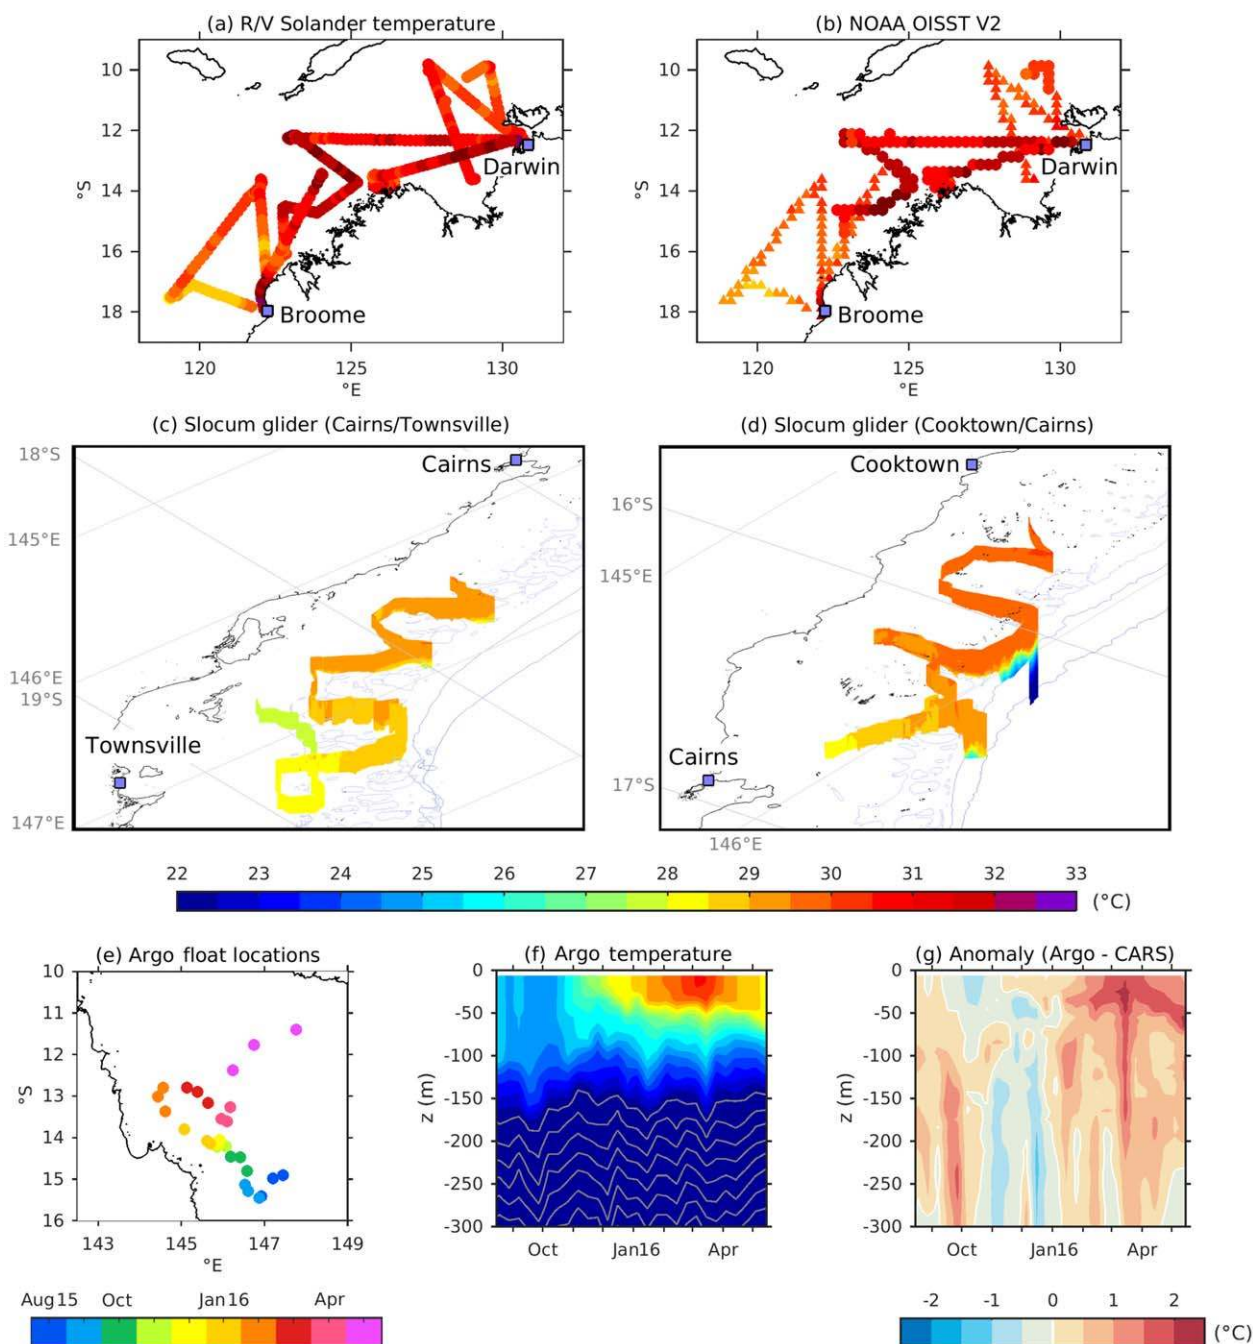 (a) R/V Solander temperature
(b) NOAA OISST V2
10
12
14
16
18
°S
120
125
130
°E
Darwin
Broome
10
12
14
16
18
°S
120
125
130
°E
Darwin
Broome
(c) Slocum glider (Cairns/Townsville)
(d) Slocum glider (Cooktown/Cairns)
18°S
145°E
146°E
19°S
147°E
Cairns
Townsville
16°S
145°E
17°S
146°E
Cooktown
Cairns
22 23 24 25 26 27 28 29 30 31 32 33
(°C)
(e) Argo float locations
(f) Argo temperature
(g) Anomaly (Argo - CARS)
10
11
12
13
14
15
16
°S
143 145 147 149
°E
0
-50
-100
-150
-200
-250
-300
z (m)
Oct Jan16 Apr
0
-50
-100
-150
-200
-250
-300
z (m)
Oct Jan16 Apr
Aug15 Oct Jan16 Apr
-2 -1 0 1 2
(°C)